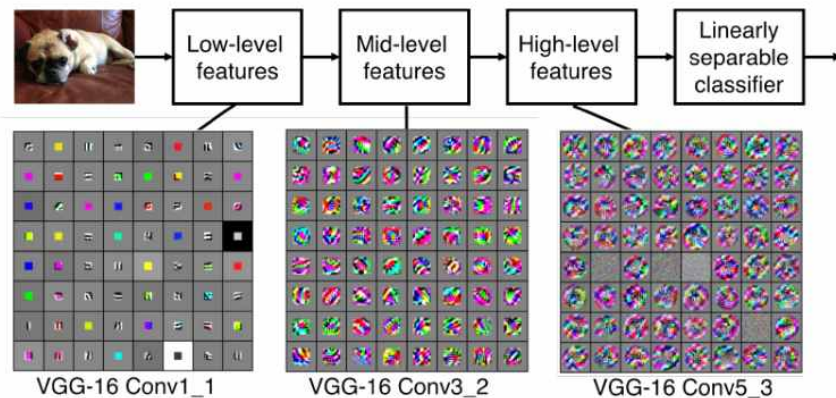 Low-level
features
Mid-level
features
High-level
features
Linearly
separable
classifier
VGG-16 Conv1_1
VGG-16 Conv3_2
VGG-16 Conv5_3